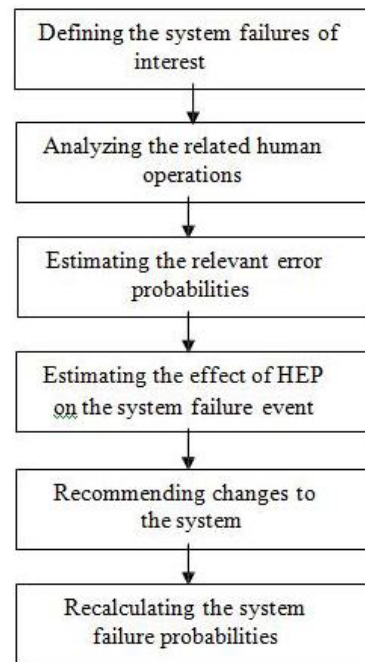 Defining the system failures of
interest
Analyzing the related human
operations
Estimating the relevant error
probabilities
Estimating the effect of HEP
on the system failure event
Recommending changes to
the system
Recalculating the system
failure probabilities